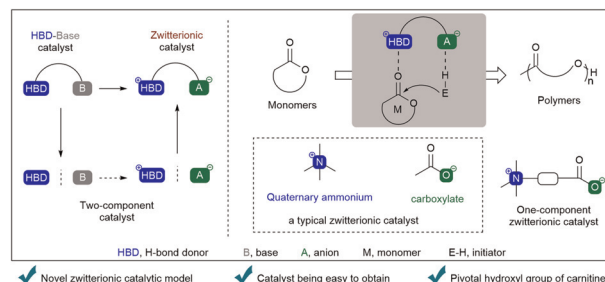 HBD-Base
catalyst
Zwitterionic
catalyst
HBD
B
⊕
HBD
A
⊖
HBD
B
⊕
HBD
A
⊖
Two-component
catalyst
O
O
Monomers
⊕
HBD
A
⊖
O
H
O
E
M
O
O
n
Polymers
⊕
N
O
O
⊖
Quaternary ammonium
carboxylate
a typical zwitterionic catalyst
⊕
N
O
O
⊖
One-component
zwitterionic catalyst
HBD, H-bond donor
B, base
A, anion
M, monomer
E-H, initiator
Novel zwitterionic catalytic model
Catalyst being easy to obtain
Pivotal hydroxyl group of carnitine